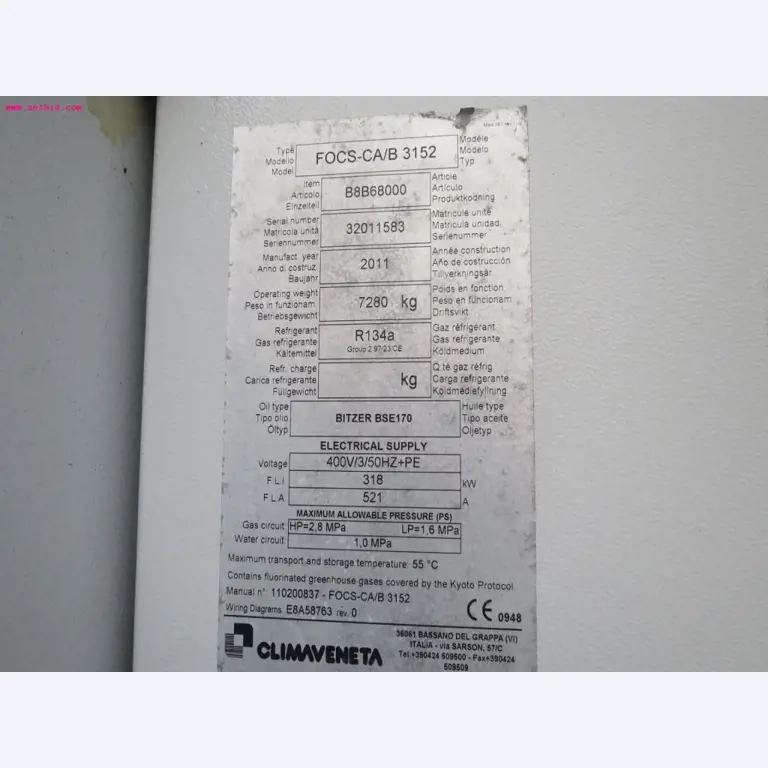 www.netbid.com
Type FOCS-CA/B 3152 Modèle
Modello Modelo
Model Typ
Item B8B68000 Article
Articolo Artículo
Einzelteil Produktkodning
Serial number 32011583 Matricule unité
Matricola unità Matricula unidad
Seriennummer Serienummer
Manufact year 2011 Année construction
Anno di costruz. Año de costrucción
Baujahr Tillverkningsår
Operating weight 7280 kg Poids en fonction
Peso in funzionam. Peso en funcionam
Betriebsgewicht Driftsvikt
Refrigerant R134a Gaz réfrigérant
Gas refrigerante Group 2 97/23/CE Gas refrigerante
Kältemittel Köldmedium
Refr. charge kg Q.té gaz réfrig
Carica refrigerante Carga refrigerante
Füllgewicht Koldmediefyllning
Oil type BITZER BSE170 Huile type
Tipo olio Tipo aceite
Öltyp Oljetyp
ELECTRICAL SUPPLY
Voltage 400V/3/50HZ+PE
F L I 318 kW
F L A 521 A
MAXIMUM ALLOWABLE PRESSURE (PS)
Gas circuit HP=2,8 MPa LP=1,6 MPa
Water circuit 1,0 MPa
Maximum transport and storage temperature: 55 °C
Contains fluorinated greenhouse gases covered by the Kyoto Protocol
Manual n° 110200837 - FOCS-CA/B 3152
Wiring Diagrams E8A58763 rev. 0
CE 0948
CLIMAVENETA
36061 BASSANO DEL GRAPPA (VI)
ITALIA - via SARSON, 57/C
Tel.+390424 509500 - Fax+390424
509509